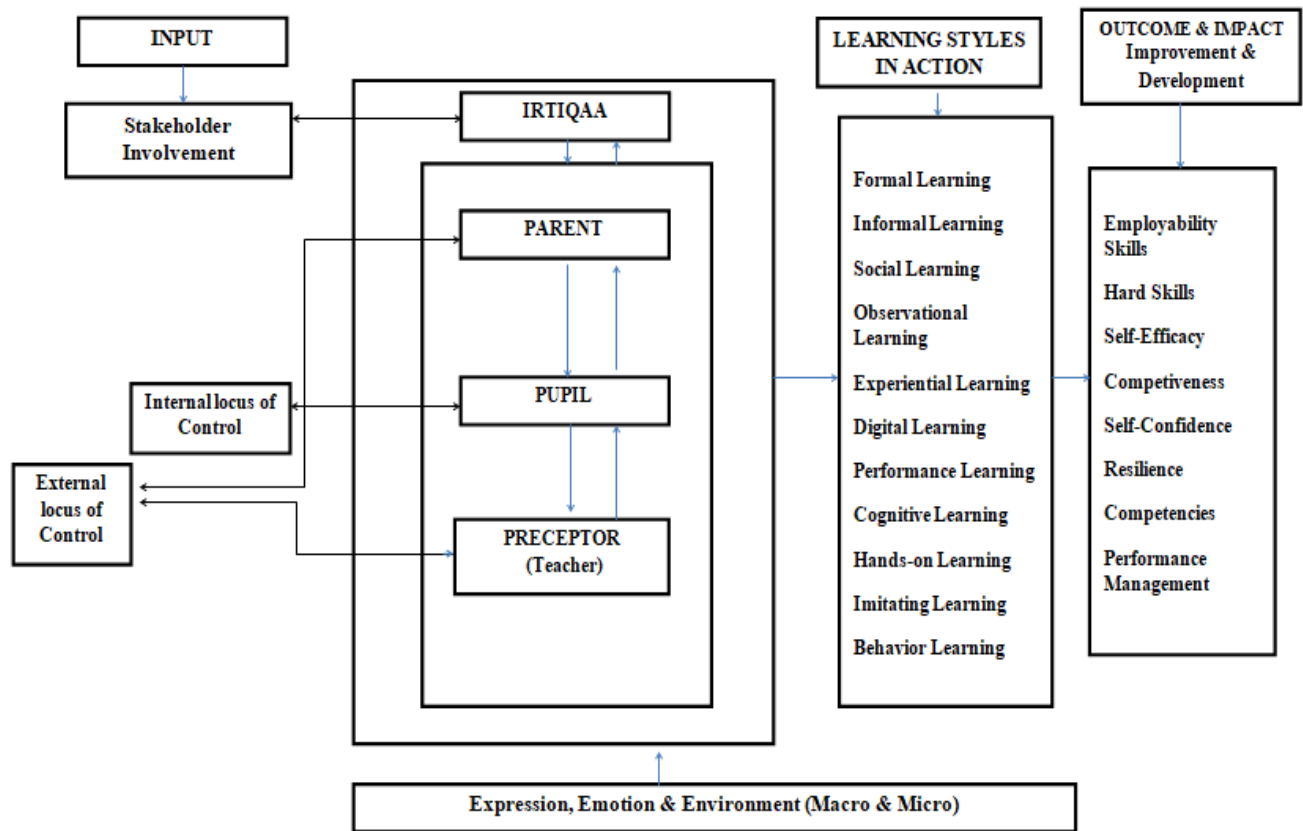 INPUT
Stakeholder
Involvement
IRTIQAA
PARENT
PUPIL
PRECEPTOR
(Teacher)
Internal locus of
Control
External
locus of
Control
LEARNING STYLES
IN ACTION
Formal Learning
Informal Learning
Social Learning
Observational
Learning
Experiential Learning
Digital Learning
Performance Learning
Cognitive Learning
Hands-on Learning
Imitating Learning
Behavior Learning
OUTCOME & IMPACT
Improvement &
Development
Employability
Skills
Hard Skills
Self-Efficacy
Competiveness
Self-Confidence
Resilience
Competencies
Performance
Management
Expression, Emotion & Environment (Macro & Micro)